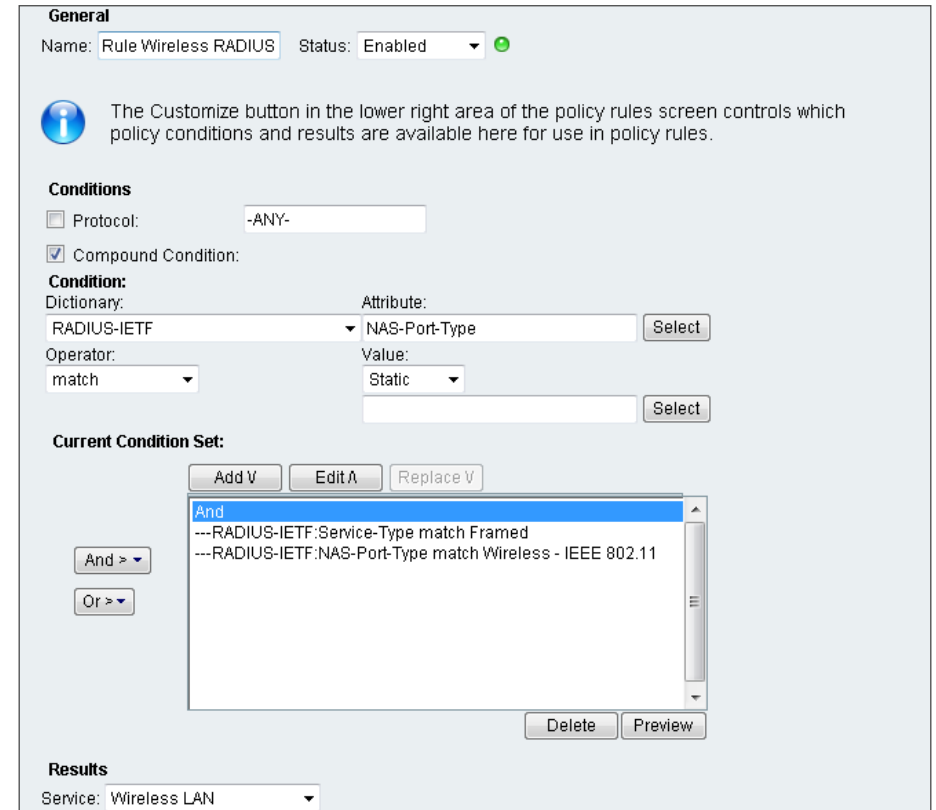 General
Name: Rule Wireless RADIUS Status: Enabled
The Customize button in the lower right area of the policy rules screen controls which
policy conditions and results are available here for use in policy rules.
Conditions
Protocol: -ANY-
Compound Condition:
Condition:
Dictionary: Attribute:
RADIUS-IETF NAS-Port-Type Select
Operator: Value:
match Static
Select
Current Condition Set:
Add V Edit Λ Replace V
And
---RADIUS-IETF:Service-Type match Framed
---RADIUS-IETF:NAS-Port-Type match Wireless - IEEE 802.11
And >
Or >
Delete Preview
Results
Service: Wireless LAN